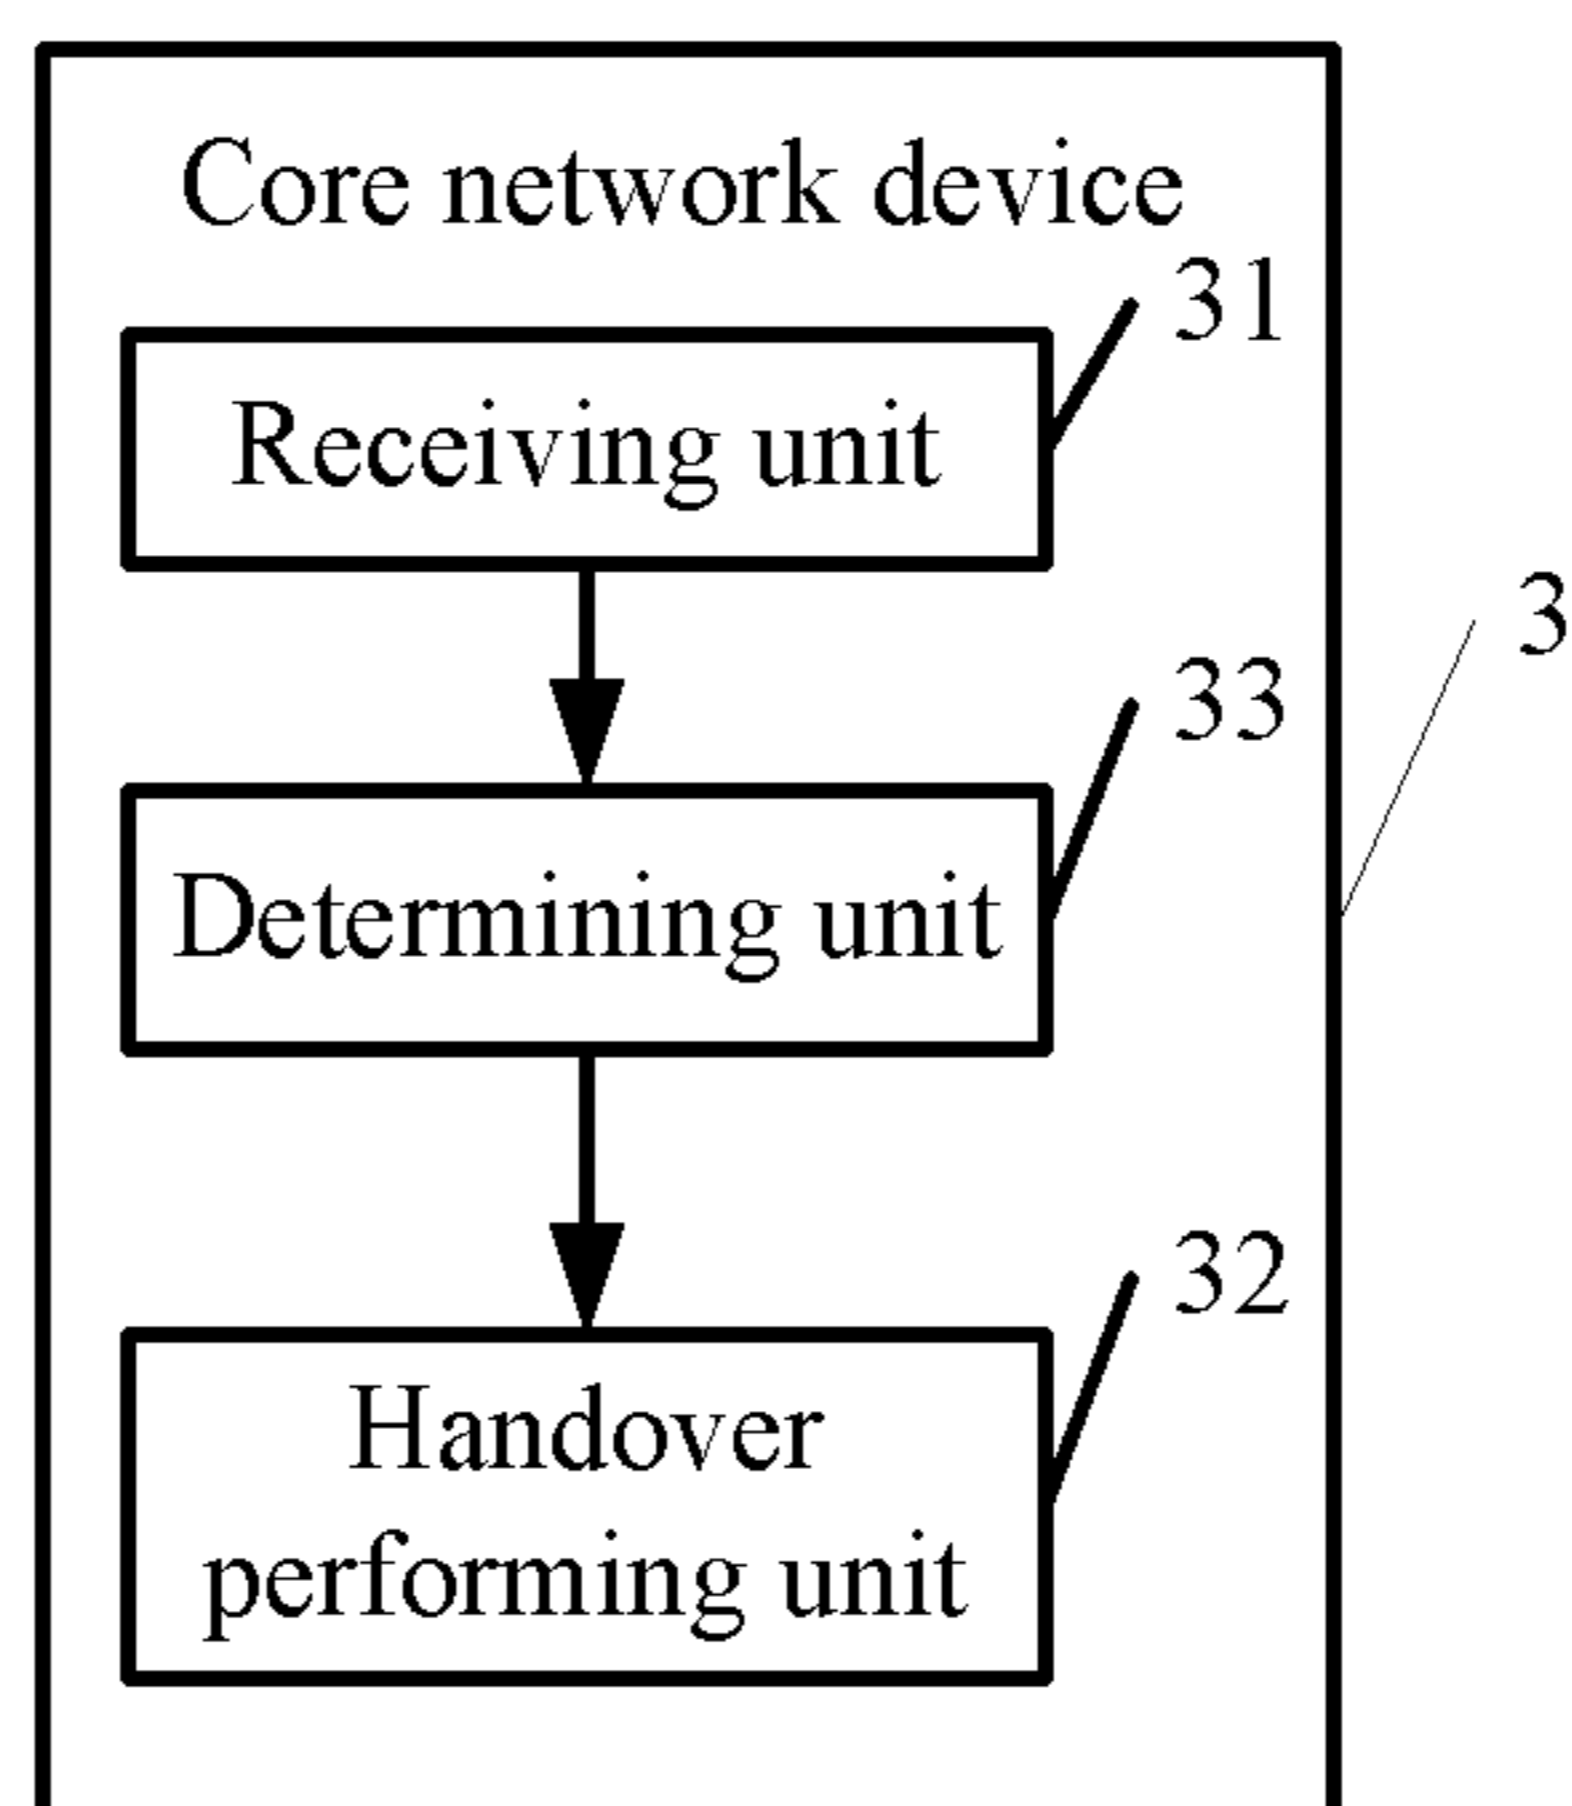 Core network device
31
Receiving unit
3
33
Determining unit
32
Handover
performing unit